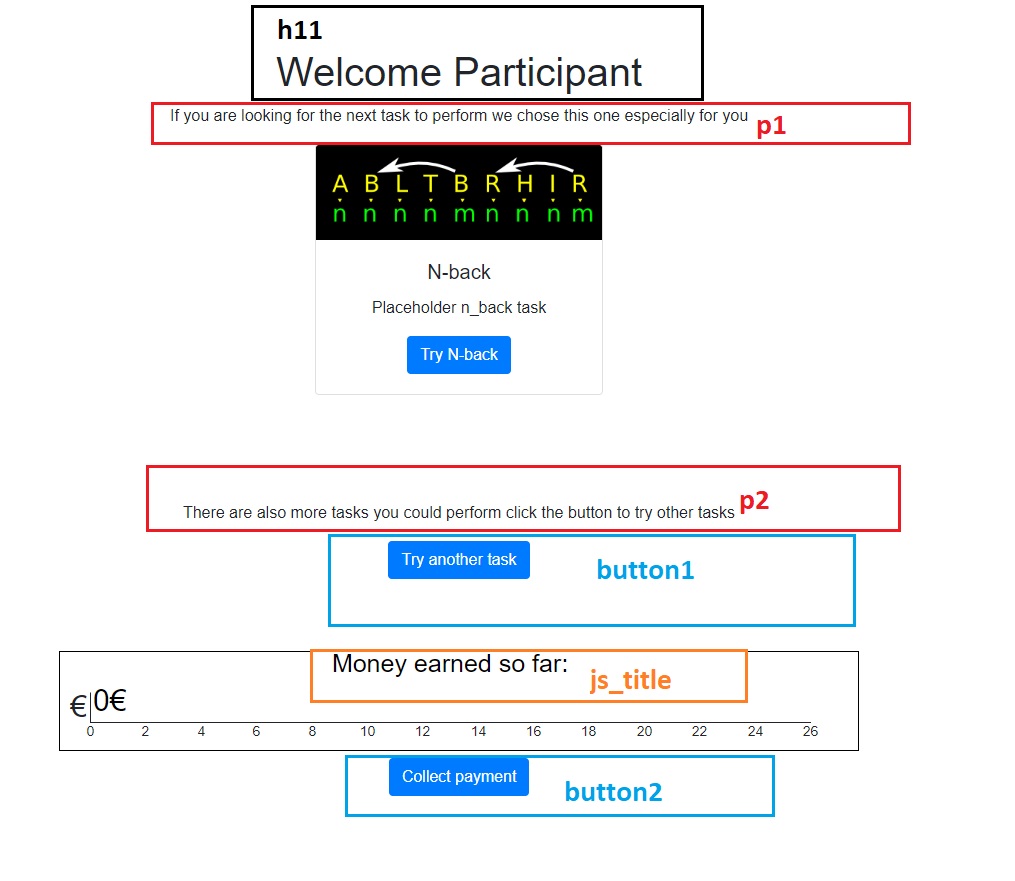 h11
Welcome Participant
If you are looking for the next task to perform we chose this one especially for you p1
A B L T B R H I R
n n n n m n n n m
N-back
Placeholder n_back task
Try N-back
There are also more tasks you could perform click the button to try other tasks p2
Try another task button1
Money earned so far: js_title
€ 0€
0 2 4 6 8 10 12 14 16 18 20 22 24 26
Collect payment button2